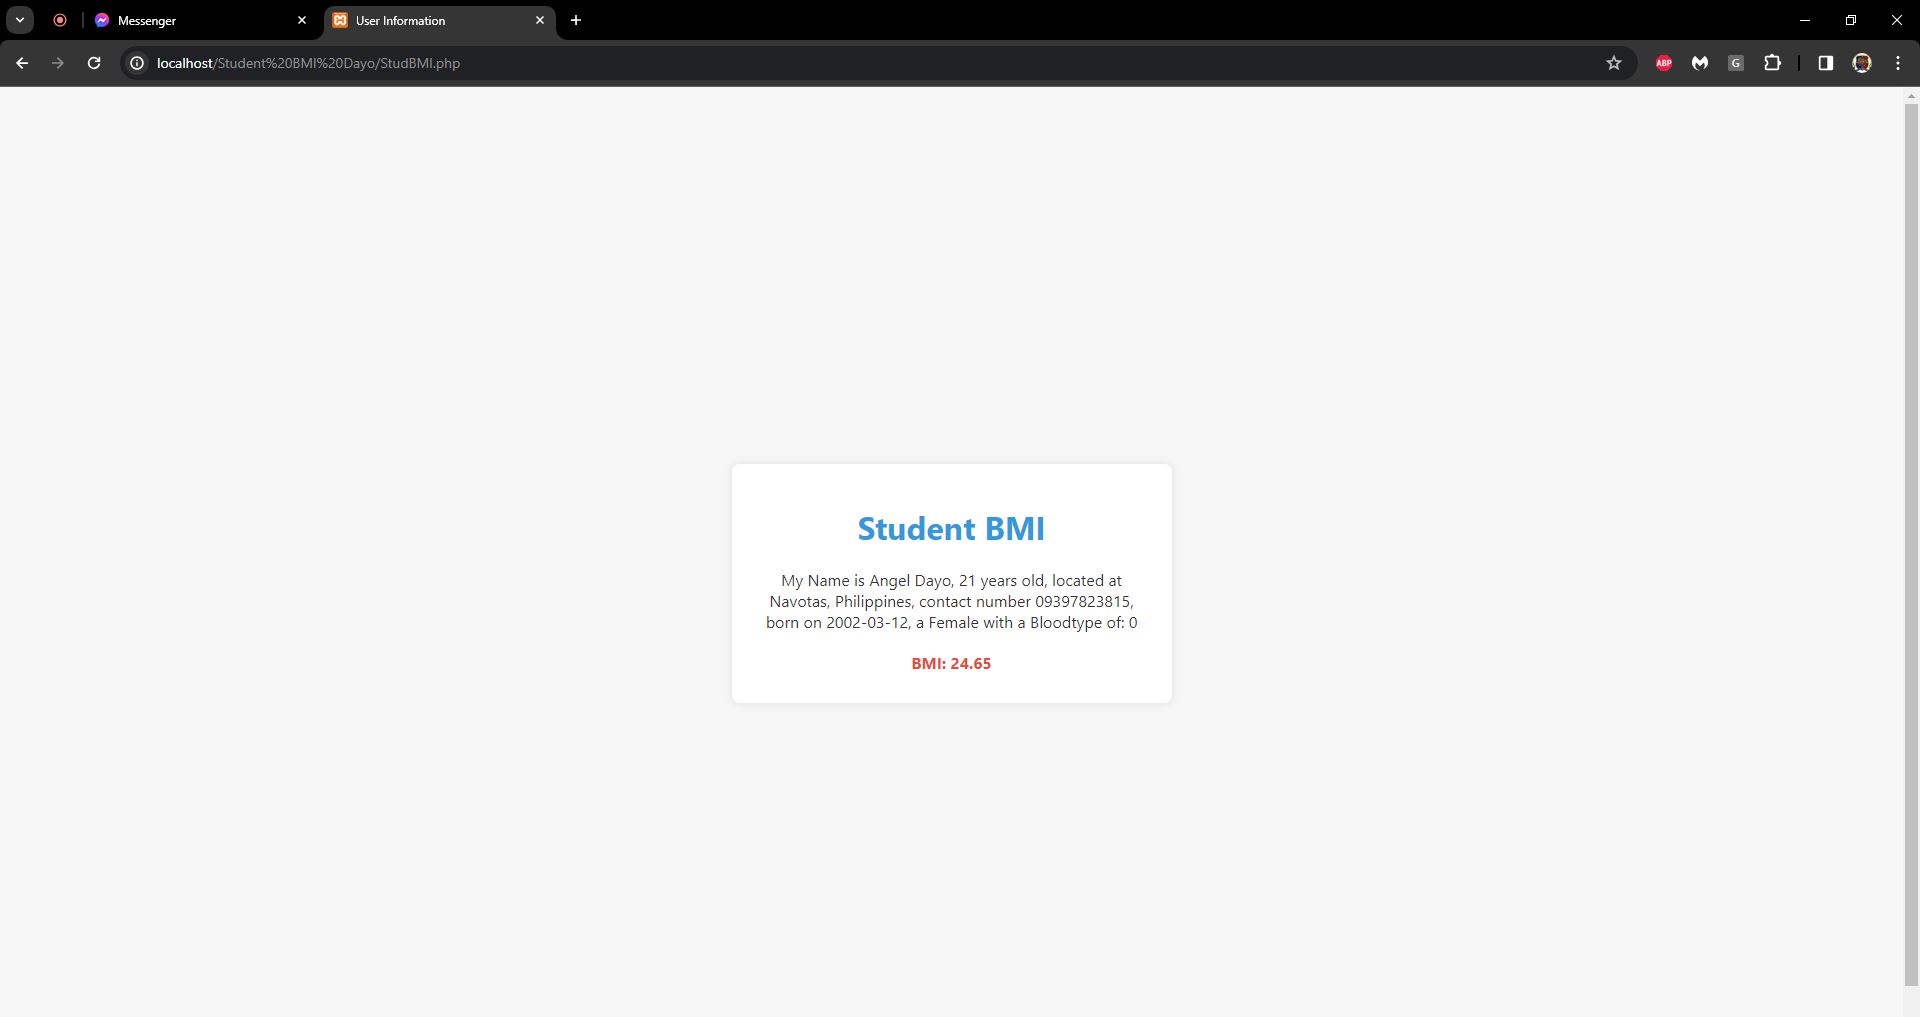 Messenger
User Information
localhost/Student%20BMI%20Dayo/StudBMI.php
ABP
G
Student BMI
My Name is Angel Dayo, 21 years old, located at
Navotas, Philippines, contact number 09397823815,
born on 2002-03-12, a Female with a Bloodtype of: 0
BMI: 24.65